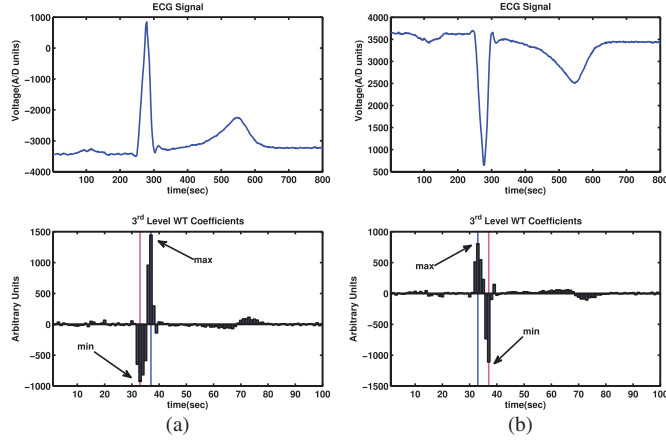 ECG Signal
Voltage(A/D units)
1000
0
−1000
−2000
−3000
−4000
100 200 300 400 500 600 700 800
time(sec)
ECG Signal
Voltage(A/D units)
4000
3500
3000
2500
2000
1500
1000
500
100 200 300 400 500 600 700 800
time(sec)
3rd Level WT Coefficients
Arbitrary Units
1500
1000
500
0
−500
−1000
max
min
10 20 30 40 50 60 70 80 90 100
time(sec)
(a)
3rd Level WT Coefficients
Arbitrary Units
1000
500
0
−500
−1000
−1500
max
min
10 20 30 40 50 60 70 80 90 100
time(sec)
(b)